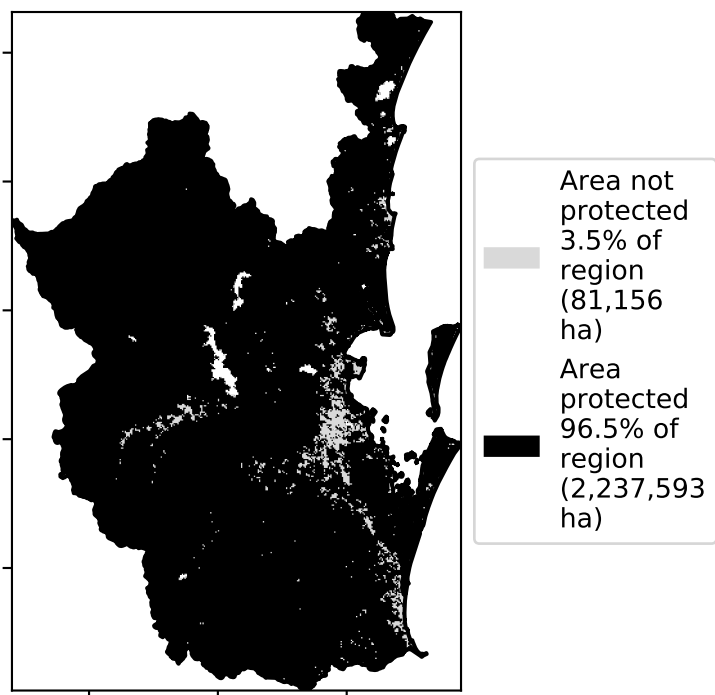 Area not
protected
3.5% of
region
(81,156
ha)
Area
protected
96.5% of
region
(2,237,593
ha)